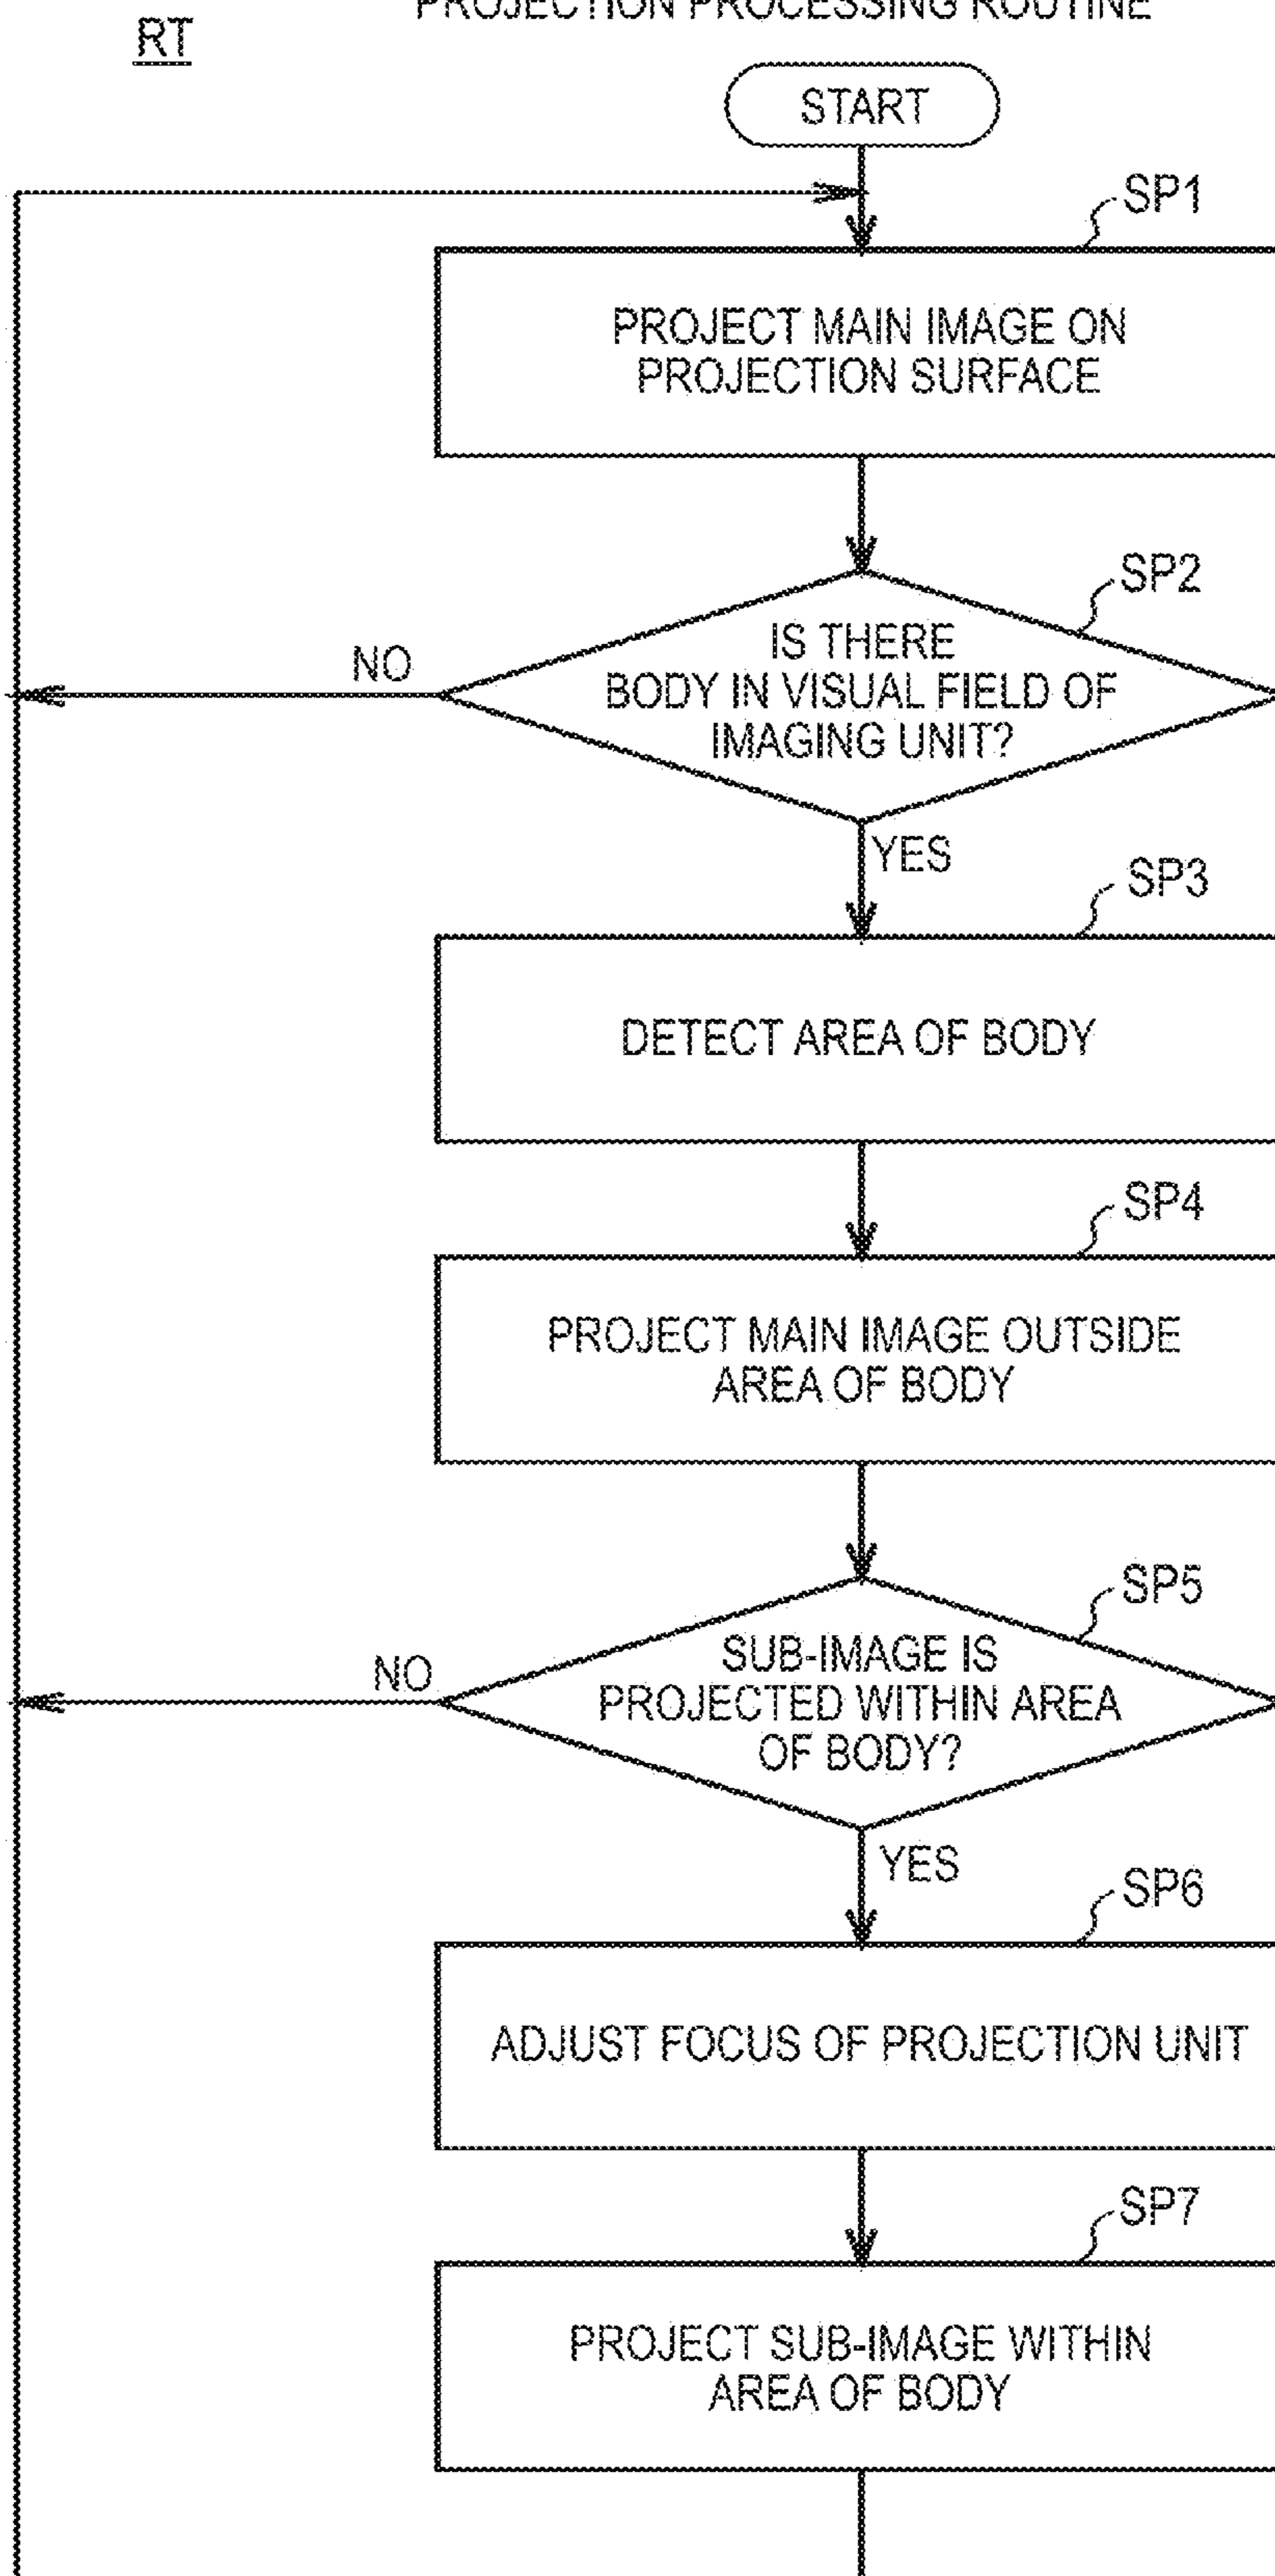 PROJECTION PROCESSING ROUTINE
RT
START
SP1
PROJECT MAIN IMAGE ON
PROJECTION SURFACE
SP2
IS THERE
BODY IN VISUAL FIELD OF
IMAGING UNIT?
NO
YES
SP3
DETECT AREA OF BODY
SP4
PROJECT MAIN IMAGE OUTSIDE
AREA OF BODY
SP5
SUB-IMAGE IS
PROJECTED WITHIN AREA
OF BODY?
NO
YES
SP6
ADJUST FOCUS OF PROJECTION UNIT
SP7
PROJECT SUB-IMAGE WITHIN
AREA OF BODY